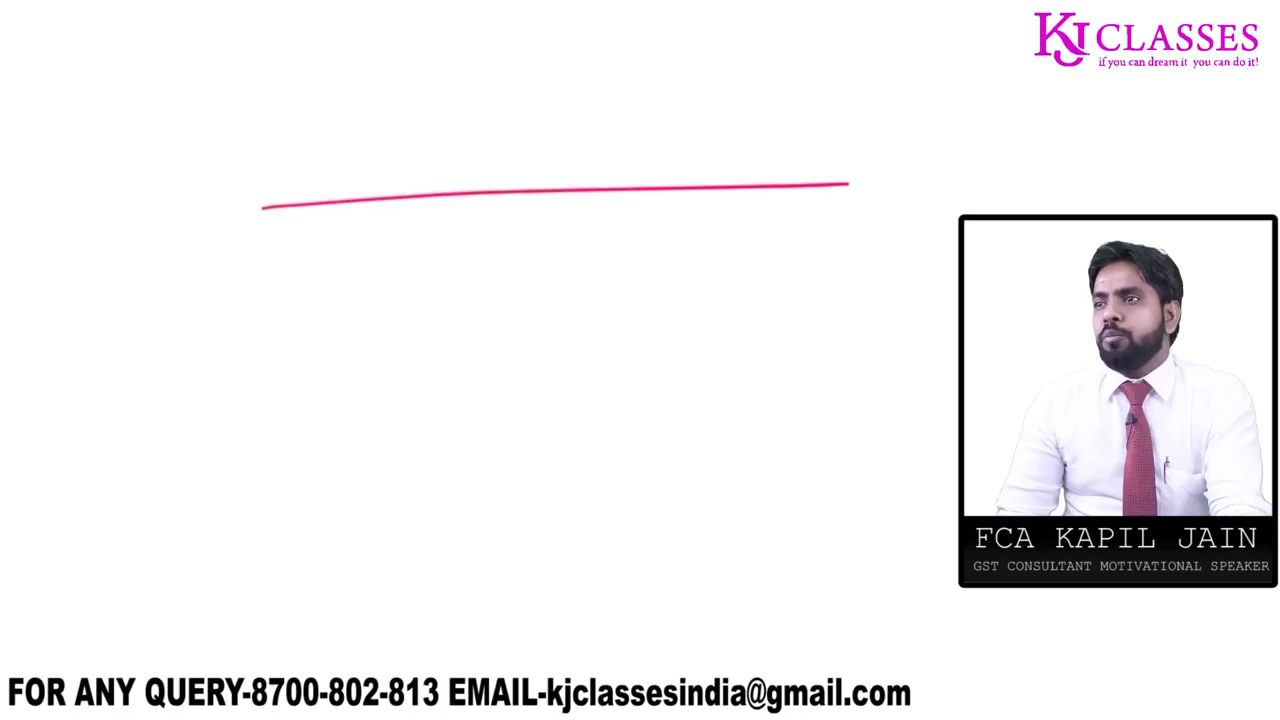 KJ CLASSES
if you can dream it you can do it!
FCA KAPIL JAIN
GST CONSULTANT MOTIVATIONAL SPEAKER
FOR ANY QUERY-8700-802-813 EMAIL-kjclassesindia@gmail.com